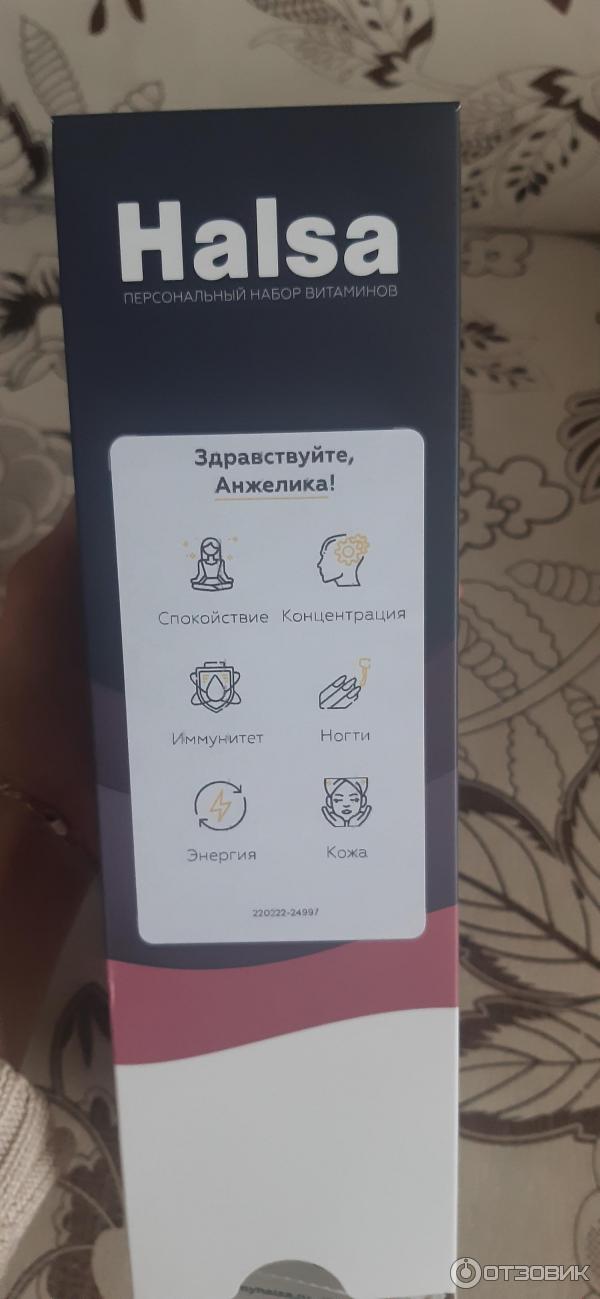 Halsa
ПЕРСОНАЛЬНЫЙ НАБОР ВИТАМИНОВ
Здравствуйте,
Анжелика!
Спокойствие Концентрация
Иммунитет Ногти
Энергия Кожа
220222-24997
ОТЗОВИК